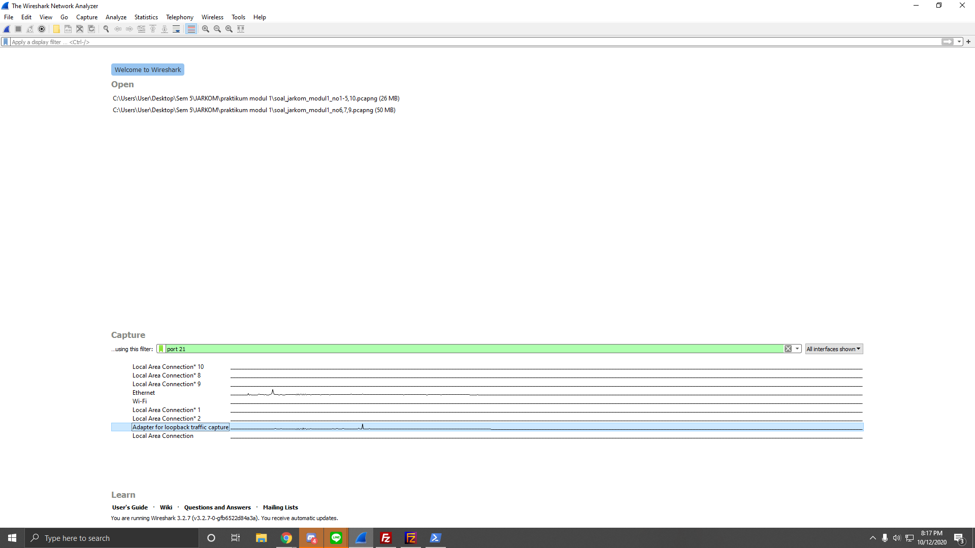 The Wireshark Network Analyzer
File Edit View Go Capture Analyze Statistics Telephony Wireless Tools Help
Apply a display filter ... <Ctrl-/>
Welcome to Wireshark
Open
C:\Users\User\Desktop\Sem 5\JARKOM\praktikum modul 1\soal_jarkom_modul1_no1-5,10.pcapng (26 MB)
C:\Users\User\Desktop\Sem 5\JARKOM\praktikum modul 1\soal_jarkom_modul1_no6,7,9.pcapng (50 MB)
Capture
...using this filter: port 21 All interfaces shown
Local Area Connection* 10
Local Area Connection* 8
Local Area Connection* 9
Ethernet
Wi-Fi
Local Area Connection* 1
Local Area Connection* 2
Adapter for loopback traffic capture
Local Area Connection
Learn
User's Guide · Wiki · Questions and Answers · Mailing Lists
You are running Wireshark 3.2.7 (v3.2.7-0-gfb6522d84a3a). You receive automatic updates.
Type here to search
8:17 PM
10/12/2020